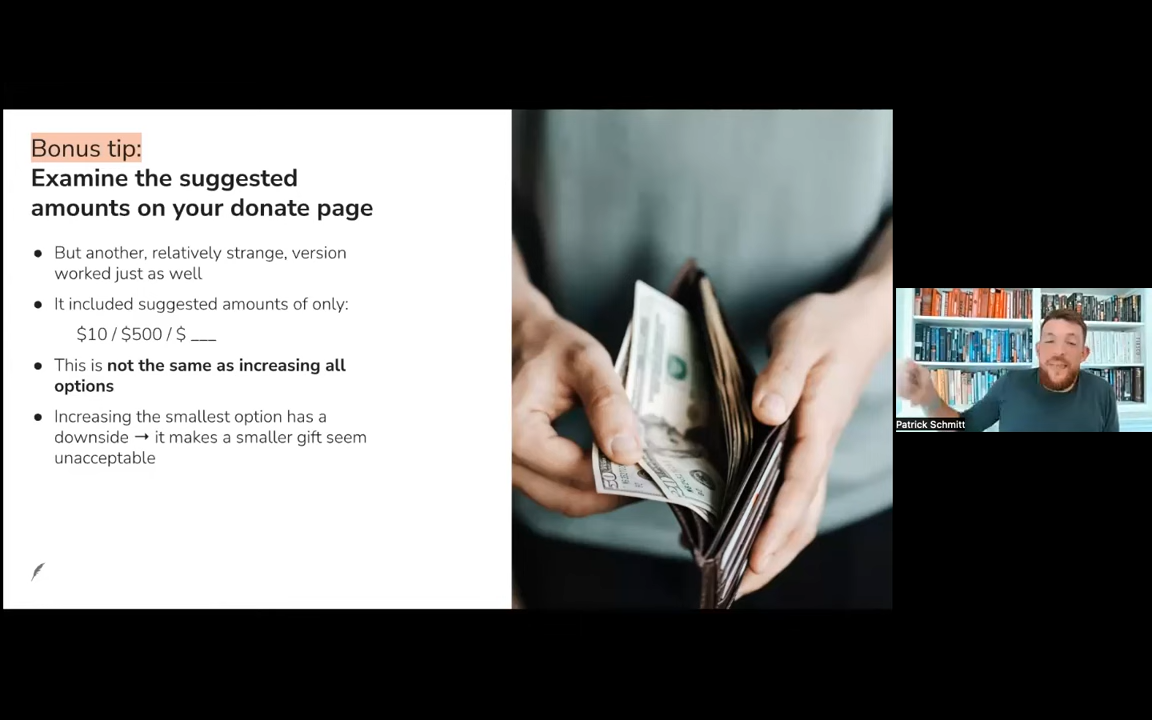 Bonus tip:
Examine the suggested
amounts on your donate page
● But another, relatively strange, version
worked just as well
● It included suggested amounts of only:
$10 / $500 / $ ___
● This is not the same as increasing all
options
● Increasing the smallest option has a
downside → it makes a smaller gift seem
unacceptable
Patrick Schmitt